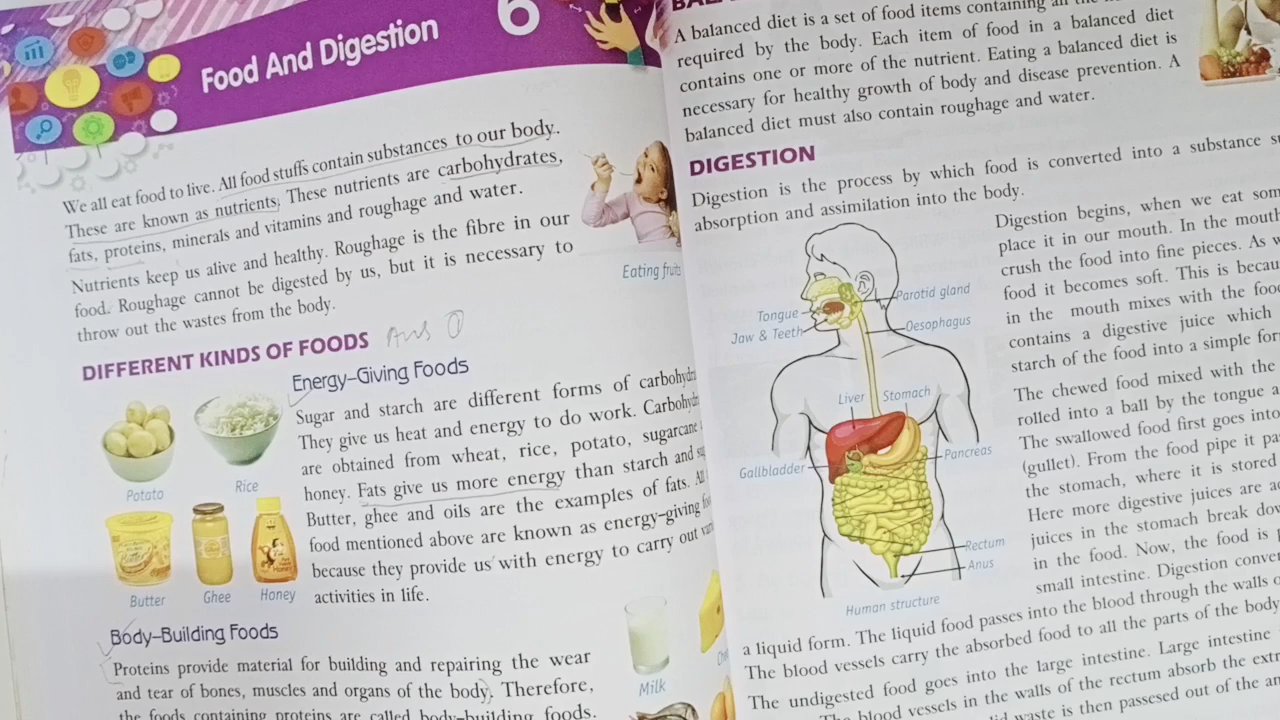 Food And Digestion
6
We all eat food to live. All food stuffs contain substances to our body.
These are known as nutrients. These nutrients are carbohydrates,
fats, proteins, minerals and vitamins and roughage and water.
Nutrients keep us alive and healthy. Roughage is the fibre in our
food. Roughage cannot be digested by us, but it is necessary to
throw out the wastes from the body.
Eating fruits
DIFFERENT KINDS OF FOODS
Ans
Energy-Giving Foods
Sugar and starch are different forms of
They give us heat and energy to do work.
are obtained from wheat, rice, potato, sugarcane
honey. Fats give us more energy than starch and
Butter, ghee and oils are the examples of fats. All
food mentioned above are known as energy-giving
because they provide us with energy to carry out
activities in life.
Potato
Rice
Butter
Ghee
Honey
Body-Building Foods
Proteins provide material for building and repairing the wear
and tear of bones, muscles and organs of the body. Therefore,
the foods containing proteins are called body-building foods.
Milk
A balanced diet is a set of food items containing all the
required by the body. Each item of food in a balanced diet
contains one or more of the nutrient. Eating a balanced diet is
necessary for healthy growth of body and disease prevention. A
balanced diet must also contain roughage and water.
DIGESTION
Digestion is the process by which food is converted into a substance
absorption and assimilation into the body.
Tongue
Jaw & Teeth
Parotid gland
Oesophagus
Liver
Stomach
Gallbladder
Pancreas
Rectum
Anus
Human structure
Digestion begins, when we eat
place it in our mouth. In the mouth
crush the food into fine pieces. As
food it becomes soft. This is
in the mouth mixes with the
contains a digestive juice which
starch of the food into a simple
The chewed food mixed with the
rolled into a ball by the tongue
The swallowed food first goes into
(gullet). From the food pipe it
the stomach, where it is stored
Here more digestive juices are
juices in the stomach break
in the food. Now, the food is
small intestine. Digestion
a liquid form. The liquid food passes into the blood through the walls
The blood vessels carry the absorbed food to all the parts of the body
The undigested food goes into the large intestine. Large intestine
The blood vessels in the walls of the rectum absorb the
waste is then passesed out of the